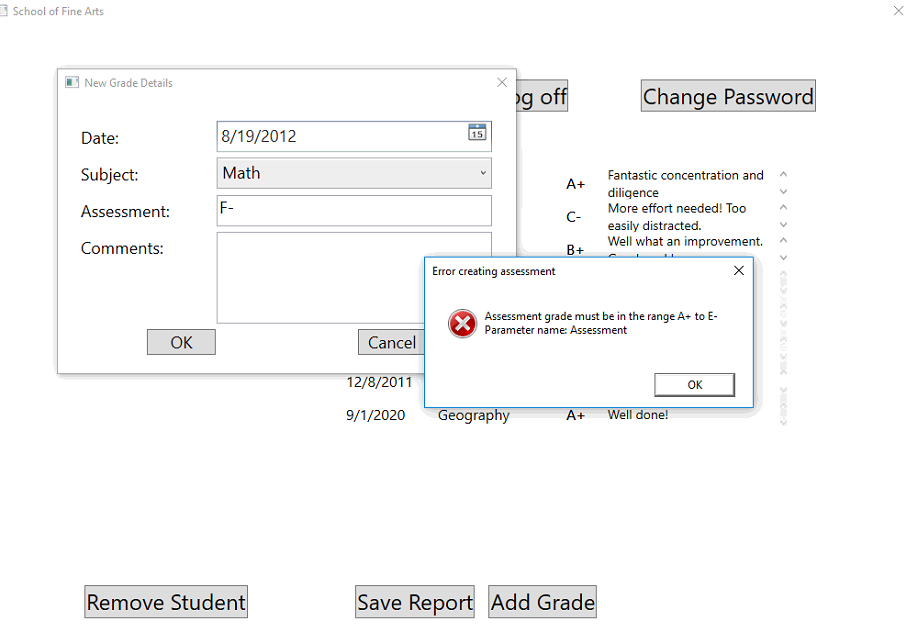 School of Fine Arts
New Grade Details
og off
Change Password
Date:
8/19/2012
15
Subject:
Math
Assessment:
F-
Comments:
OK
Cancel
A+
Fantastic concentration and
diligence
C-
More effort needed! Too
easily distracted.
B+
Well what an improvement.
Error creating assessment
Assessment grade must be in the range A+ to E-
Parameter name: Assessment
OK
12/8/2011
9/1/2020
Geography
A+
Well done!
Remove Student
Save Report
Add Grade